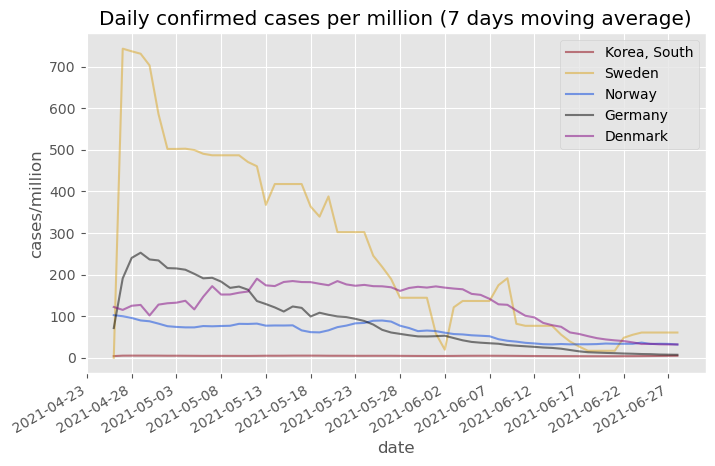 Daily confirmed cases per million (7 days moving average)
Korea, South
Sweden
Norway
Germany
Denmark
cases/million
700
600
500
400
300
200
100
0
2021-04-23
2021-04-28
2021-05-03
2021-05-08
2021-05-13
2021-05-18
2021-05-23
2021-05-28
2021-06-02
2021-06-07
2021-06-12
2021-06-17
2021-06-22
2021-06-27
date